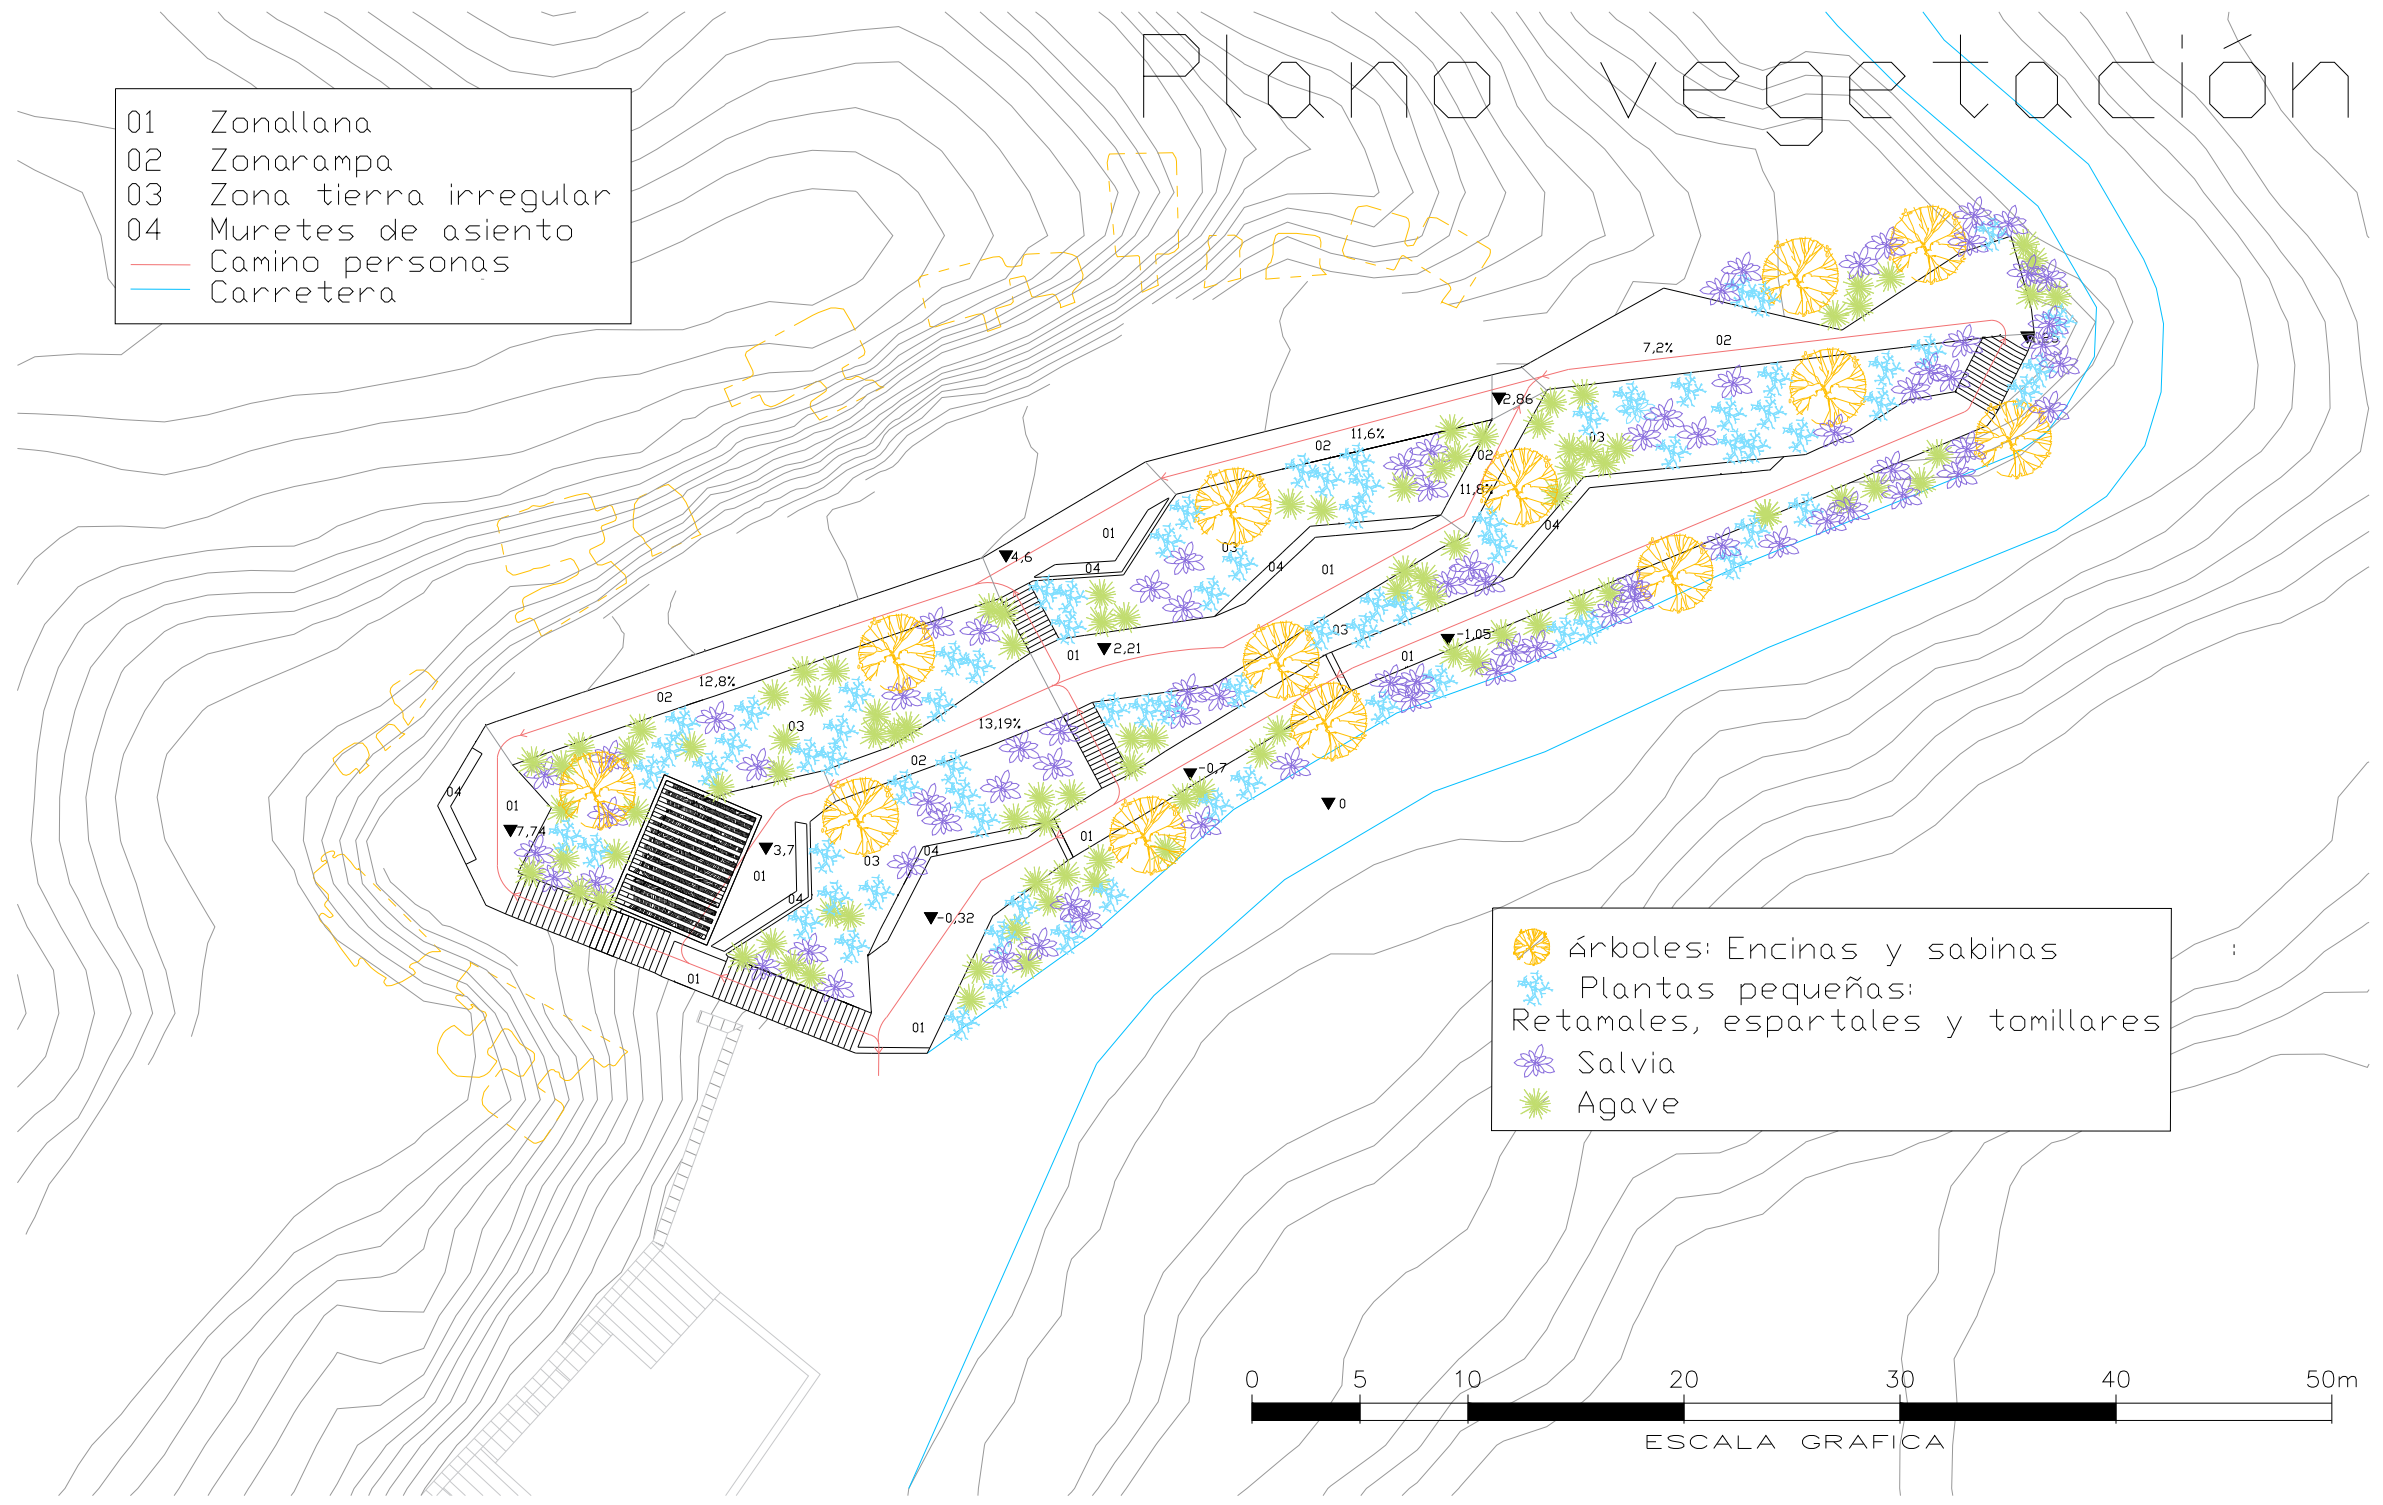 Plano vegetación
01 Zonallana
02 Zonarampa
03 Zona tierra irregular
04 Muretes de asiento
Camino personas
Carretera
7,2% 02
2,86
11,6%
02
03
02
11,8%
04
4,6
01
04
03
04
01
03
-1,05
01
01
2,21
12,8%
02
03
13,19%
02
-0,7
0
04
01
7,74
3,7
01
03
04
01
04
-0,32
01
01
Árboles: Encinas y sabinas
Plantas pequeñas:
Retamales, espartales y tomillares
Salvia
Agave
0 5 10 20 30 40 50m
ESCALA GRAFICA